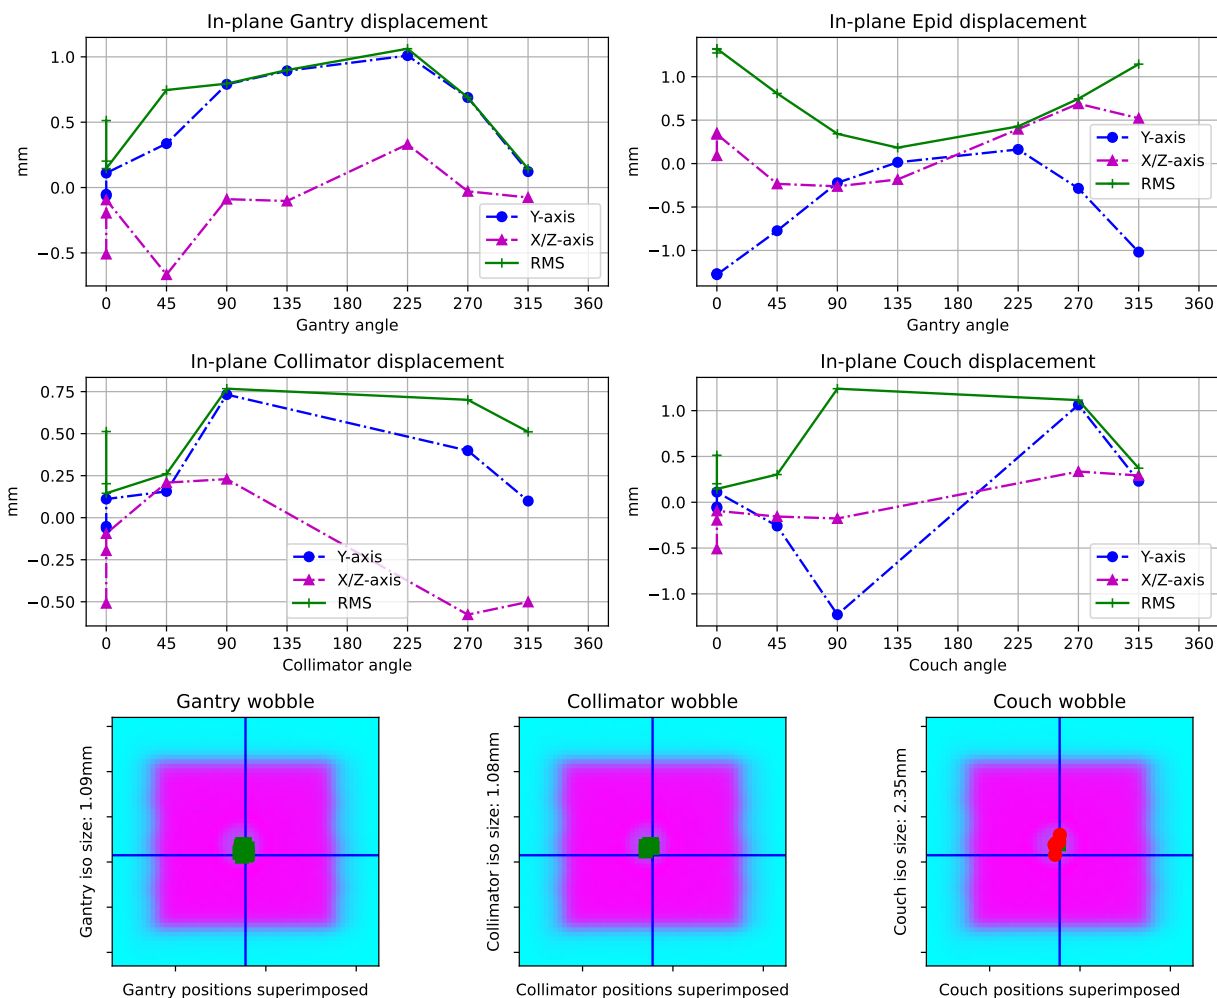 In-plane Gantry displacement
1.0
0.5
0.0
−0.5
mm
Y-axis
X/Z-axis
RMS
0 45 90 135 180 225 270 315 360
Gantry angle
In-plane Epid displacement
1.0
0.5
0.0
−0.5
−1.0
mm
Y-axis
X/Z-axis
RMS
0 45 90 135 180 225 270 315 360
Gantry angle
In-plane Collimator displacement
0.75
0.50
0.25
0.00
−0.25
−0.50
mm
Y-axis
X/Z-axis
RMS
0 45 90 135 180 225 270 315 360
Collimator angle
In-plane Couch displacement
1.0
0.5
0.0
−0.5
−1.0
mm
Y-axis
X/Z-axis
RMS
0 45 90 135 180 225 270 315 360
Couch angle
Gantry wobble
Gantry iso size: 1.09mm
Gantry positions superimposed
Collimator wobble
Collimator iso size: 1.08mm
Collimator positions superimposed
Couch wobble
Couch iso size: 2.35mm
Couch positions superimposed